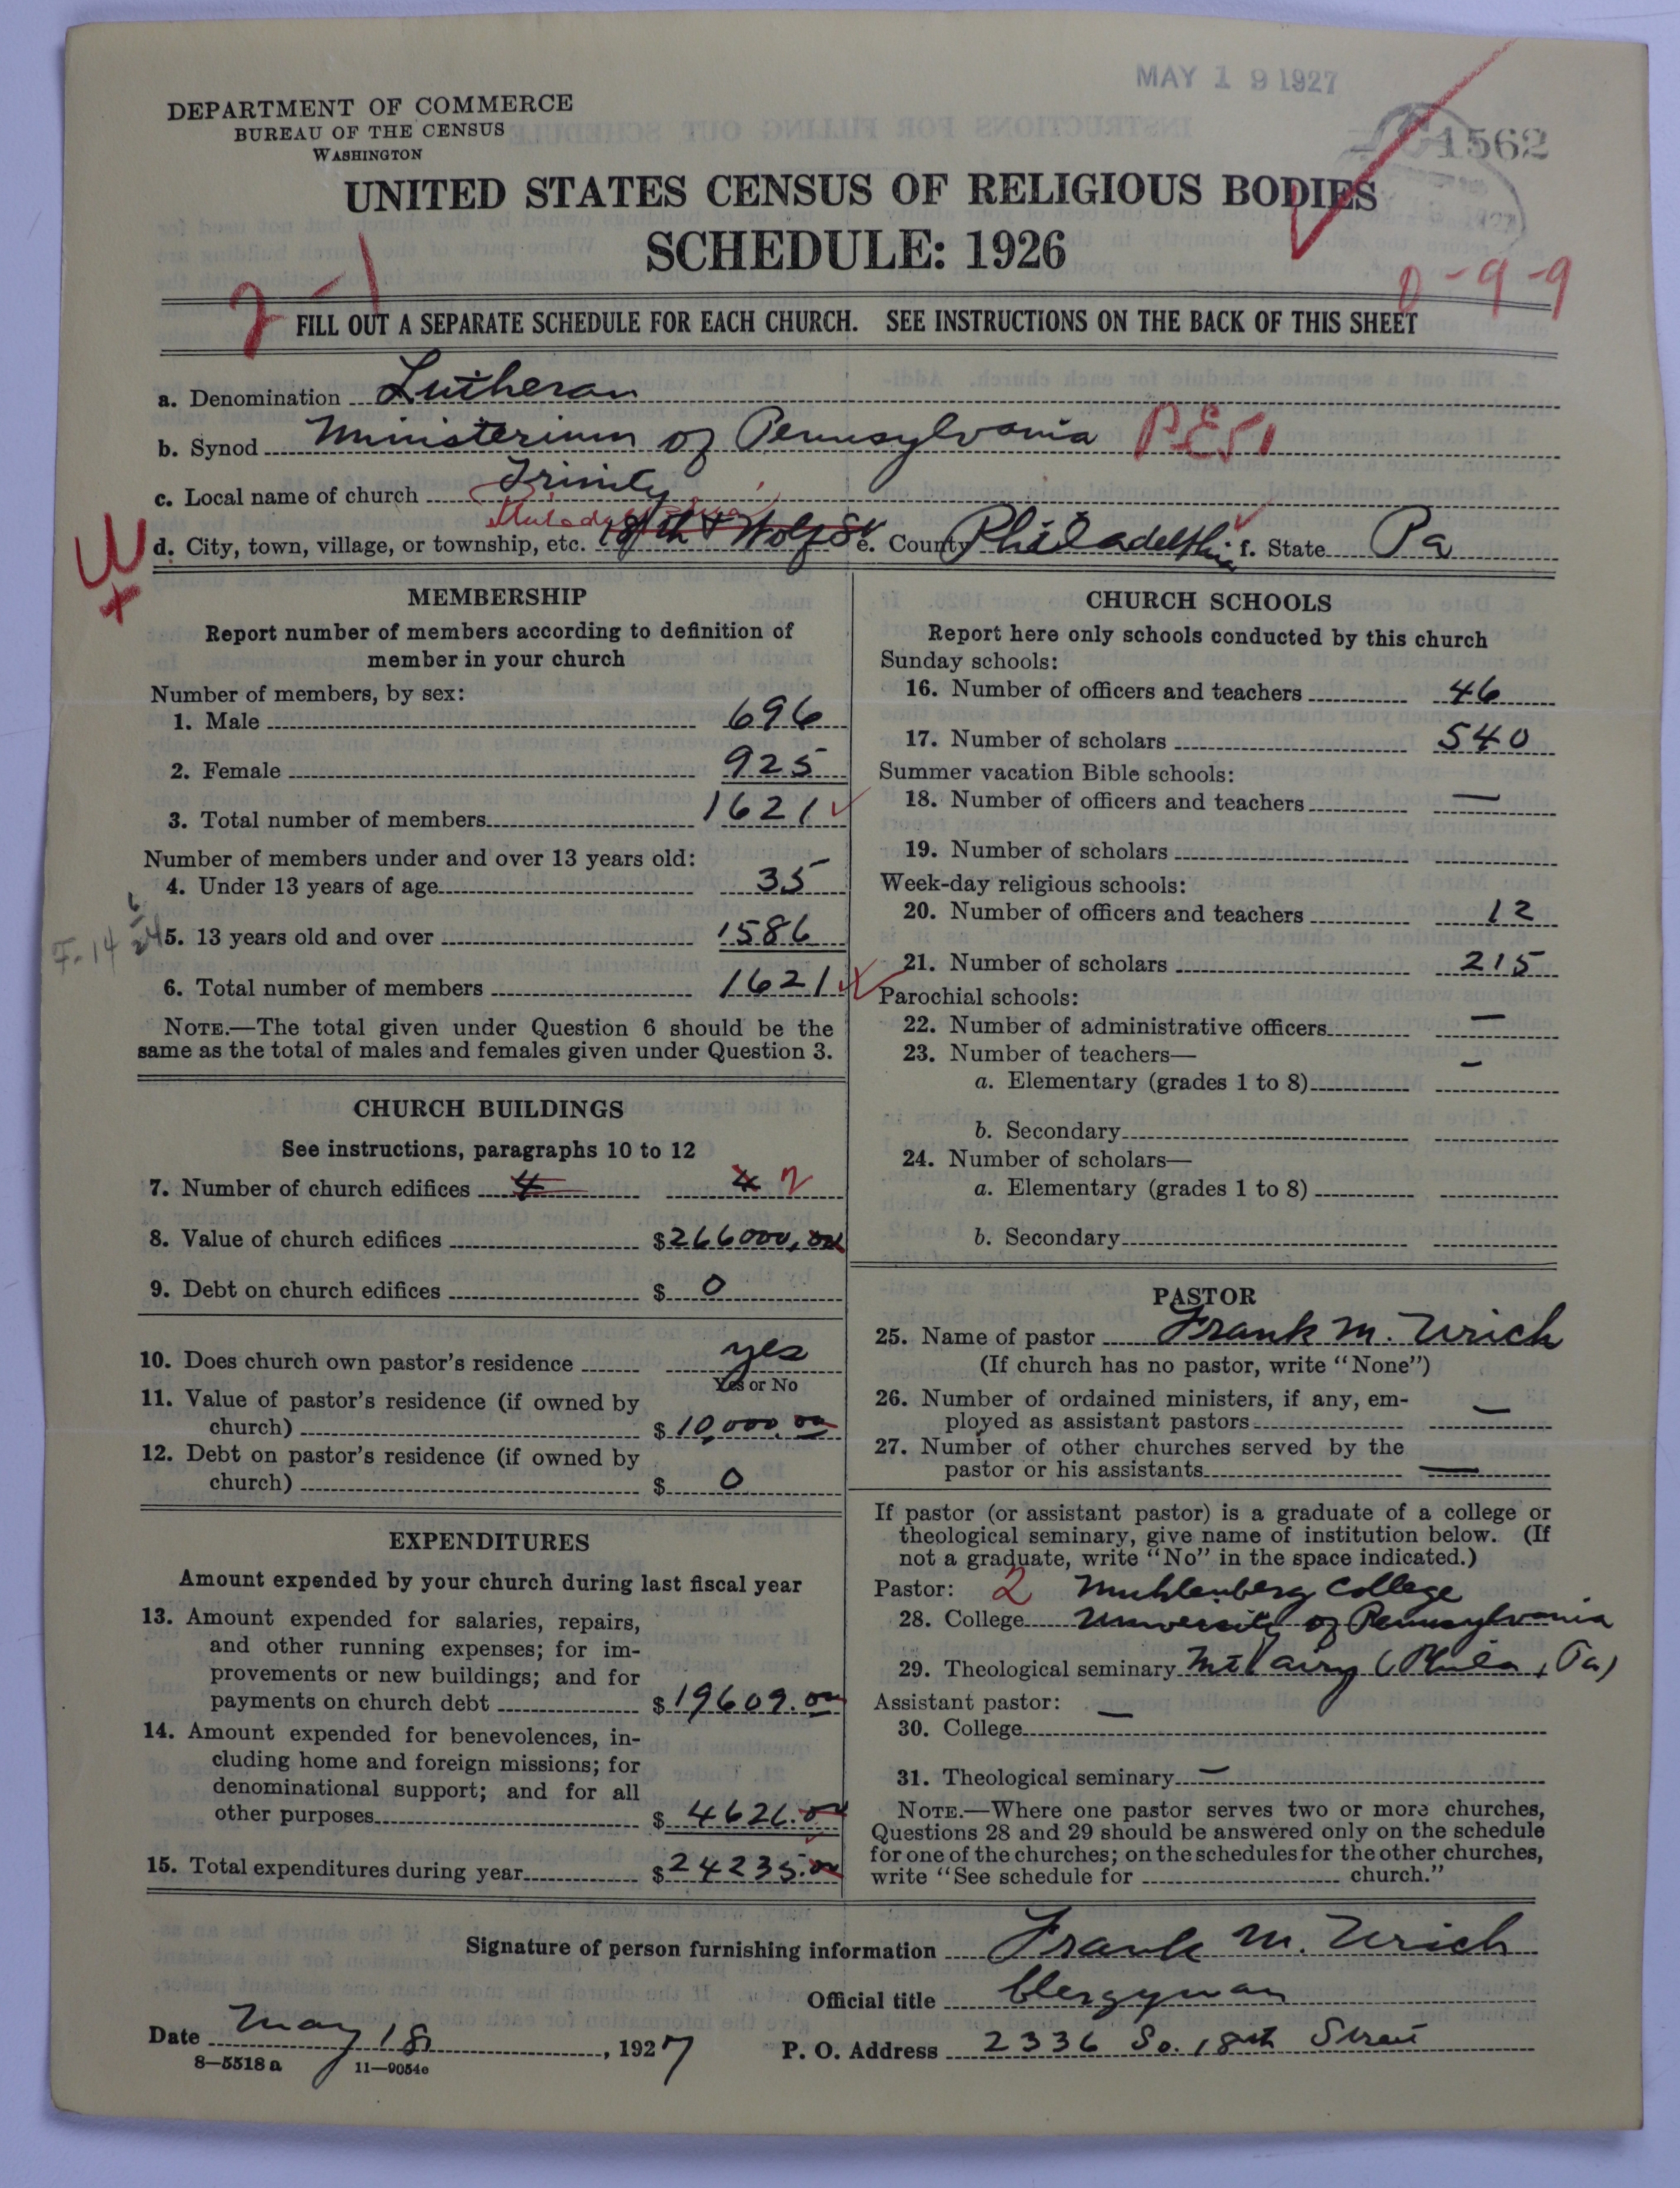 MAY 19 1927
DEPARTMENT OF COMMERCE
BUREAU OF THE CENSUS
WASHINGTON
1562
UNITED STATES CENSUS OF RELIGIOUS BODIES
SCHEDULE: 1926
2-1
0-9-9
FILL OUT A SEPARATE SCHEDULE FOR EACH CHURCH. SEE INSTRUCTIONS ON THE BACK OF THIS SHEET
a. Denomination Lutheran
b. Synod Ministerium of Pennsylvania
c. Local name of church Trinity
Philadelphia
d. City, town, village, or township, etc. 18th & Wolf St e. County Philadelphia f. State Pa
MEMBERSHIP
Report number of members according to definition of
member in your church
Number of members, by sex:
1. Male 696
2. Female 925
3. Total number of members 1621
Number of members under and over 13 years old:
4. Under 13 years of age 35
5. 13 years old and over 1586
6. Total number of members 1621
NOTE.—The total given under Question 6 should be the
same as the total of males and females given under Question 3.
CHURCH BUILDINGS
See instructions, paragraphs 10 to 12
7. Number of church edifices 4 4 2
8. Value of church edifices $266000,00
9. Debt on church edifices $ 0
10. Does church own pastor's residence yes
Yes or No
11. Value of pastor's residence (if owned by
church) $10,000.00
12. Debt on pastor's residence (if owned by
church) $ 0
EXPENDITURES
Amount expended by your church during last fiscal year
13. Amount expended for salaries, repairs,
and other running expenses; for im-
provements or new buildings; and for
payments on church debt $19609.00
14. Amount expended for benevolences, in-
cluding home and foreign missions; for
denominational support; and for all
other purposes $4626.00
15. Total expenditures during year $24235.00
CHURCH SCHOOLS
Report here only schools conducted by this church
Sunday schools:
16. Number of officers and teachers 46
17. Number of scholars 540
Summer vacation Bible schools:
18. Number of officers and teachers —
19. Number of scholars
Week-day religious schools:
20. Number of officers and teachers 12
21. Number of scholars 215
Parochial schools:
22. Number of administrative officers —
23. Number of teachers— —
a. Elementary (grades 1 to 8)
b. Secondary
24. Number of scholars—
a. Elementary (grades 1 to 8)
b. Secondary
PASTOR
25. Name of pastor Frank M. Urich
(If church has no pastor, write "None")
26. Number of ordained ministers, if any, em-
ployed as assistant pastors —
27. Number of other churches served by the
pastor or his assistants —
If pastor (or assistant pastor) is a graduate of a college or
theological seminary, give name of institution below. (If
not a graduate, write "No" in the space indicated.)
Pastor: 2 Muhlenberg College
28. College University of Pennsylvania
29. Theological seminary Mt Airy (Phila, Pa)
Assistant pastor: —
30. College
31. Theological seminary —
NOTE.—Where one pastor serves two or more churches,
Questions 28 and 29 should be answered only on the schedule
for one of the churches; on the schedules for the other churches,
write "See schedule for church."
Signature of person furnishing information Frank M. Urich
Official title Clergyman
Date May 18, 1927 P. O. Address 2336 So. 18th Street
8—5518 a 11—9054c